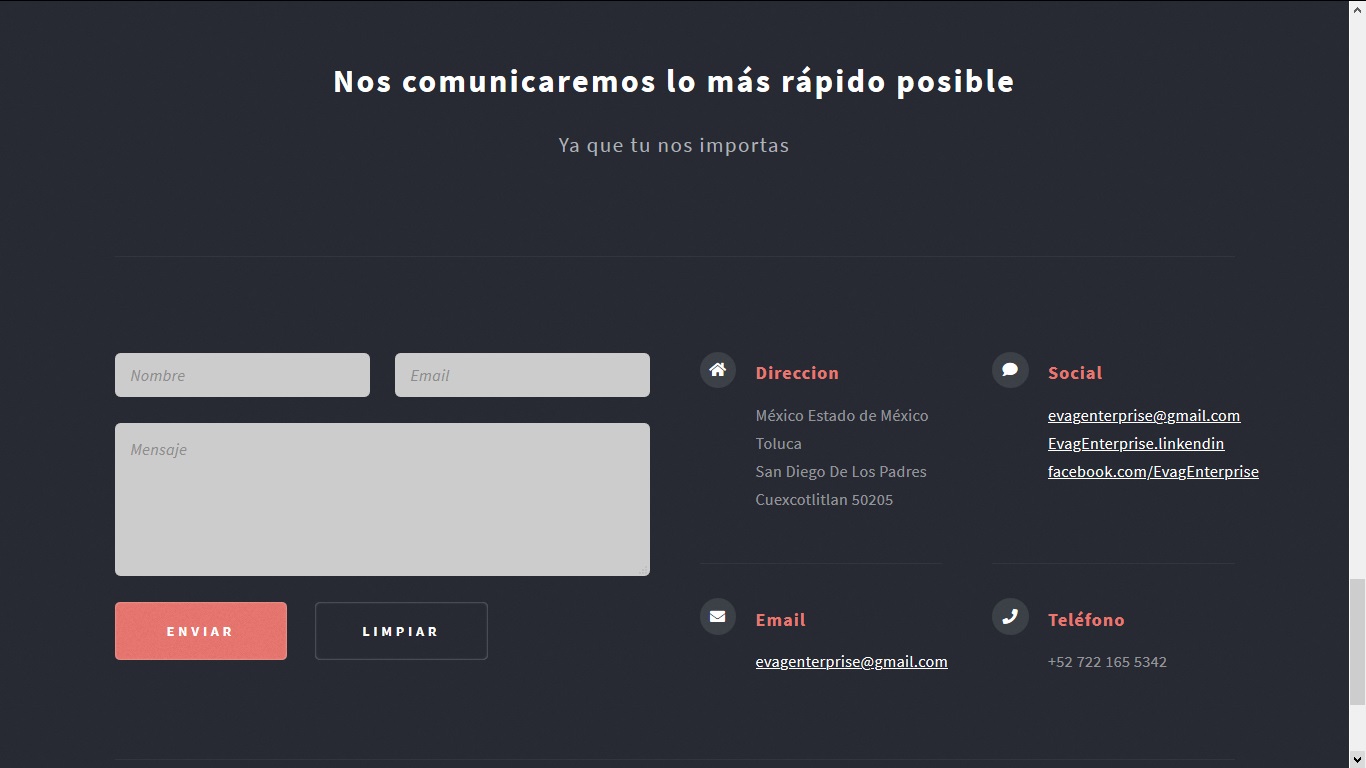 Nos comunicaremos lo más rápido posible
Ya que tu nos importas
Nombre
Email
Mensaje
ENVIAR
LIMPIAR
Direccion
México Estado de México
Toluca
San Diego De Los Padres
Cuexcotlitlan 50205
Social
evagenterprise@gmail.com
EvagEnterprise.linkendin
facebook.com/EvagEnterprise
Email
evagenterprise@gmail.com
Teléfono
+52 722 165 5342